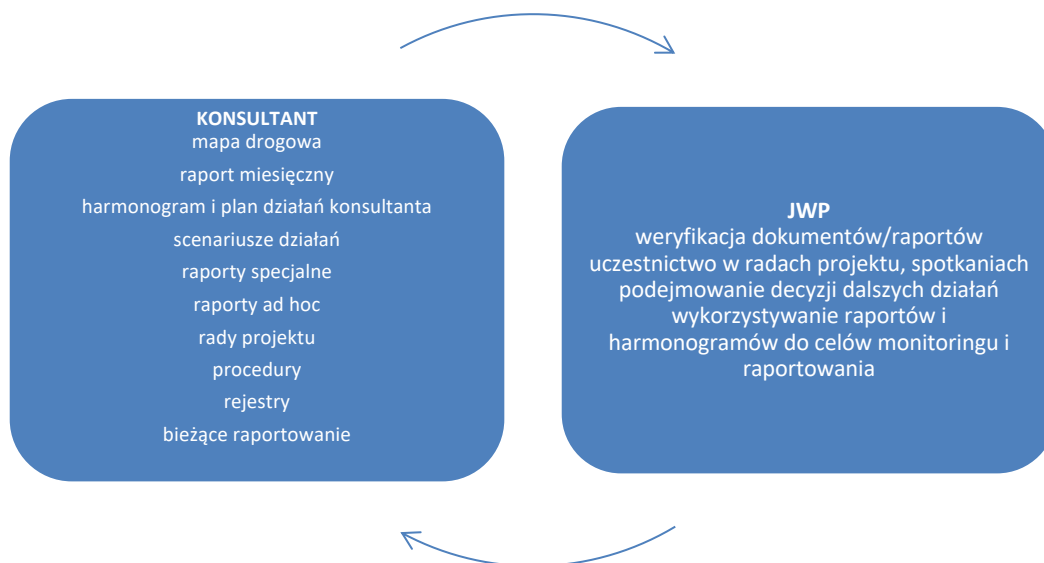 KONSULTANT
mapa drogowa
raport miesięczny
harmonogram i plan działań konsultanta
scenariusze działań
raporty specjalne
raporty ad hoc
rady projektu
procedury
rejestry
bieżące raportowanie
JWP
weryfikacja dokumentów/raportów
uczestnictwo w radach projektu, spotkaniach
podejmowanie decyzji dalszych działań
wykorzystywanie raportów i
harmonogramów do celów monitoringu i
raportowania